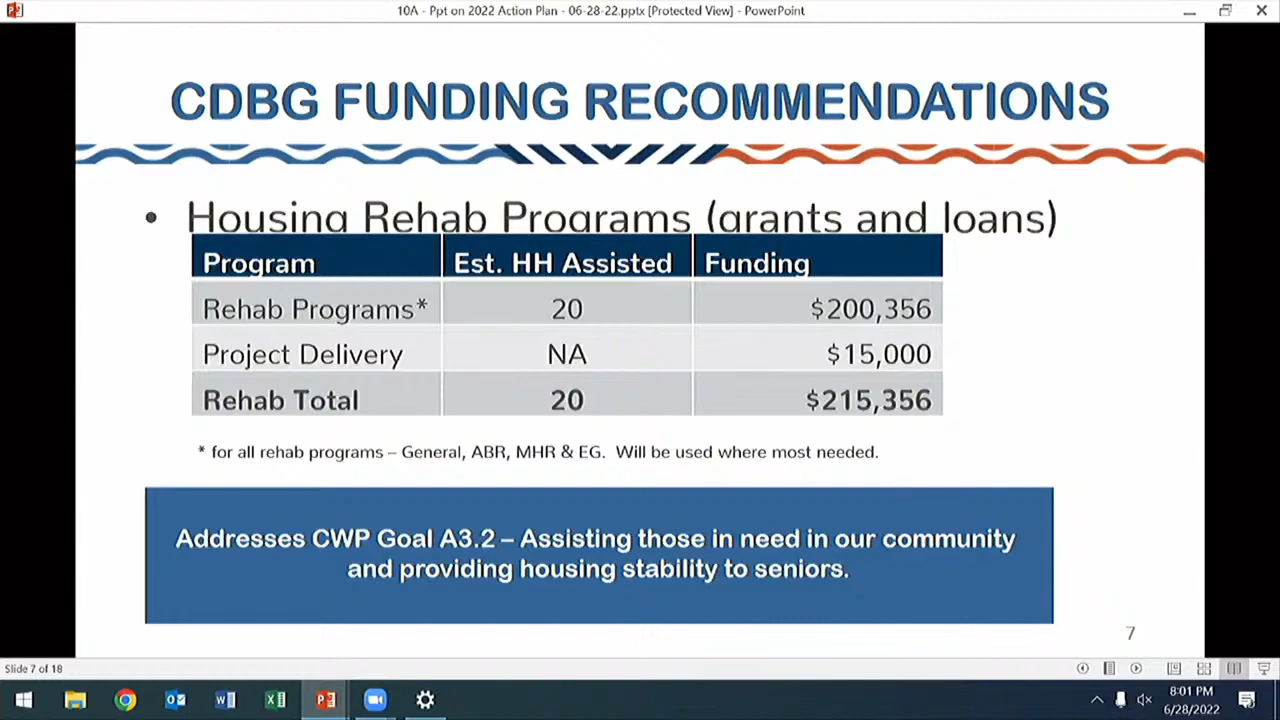 10A - Ppt on 2022 Action Plan - 06-28-22.pptx [Protected View] - PowerPoint
CDBG FUNDING RECOMMENDATIONS
• Housing Rehab Programs (grants and loans)
Program Est. HH Assisted Funding
Rehab Programs* 20 $200,356
Project Delivery NA $15,000
Rehab Total 20 $215,356
* for all rehab programs – General, ABR, MHR & EG. Will be used where most needed.
Addresses CWP Goal A3.2 – Assisting those in need in our community
and providing housing stability to seniors.
7
Slide 7 of 18
8:01 PM
6/28/2022